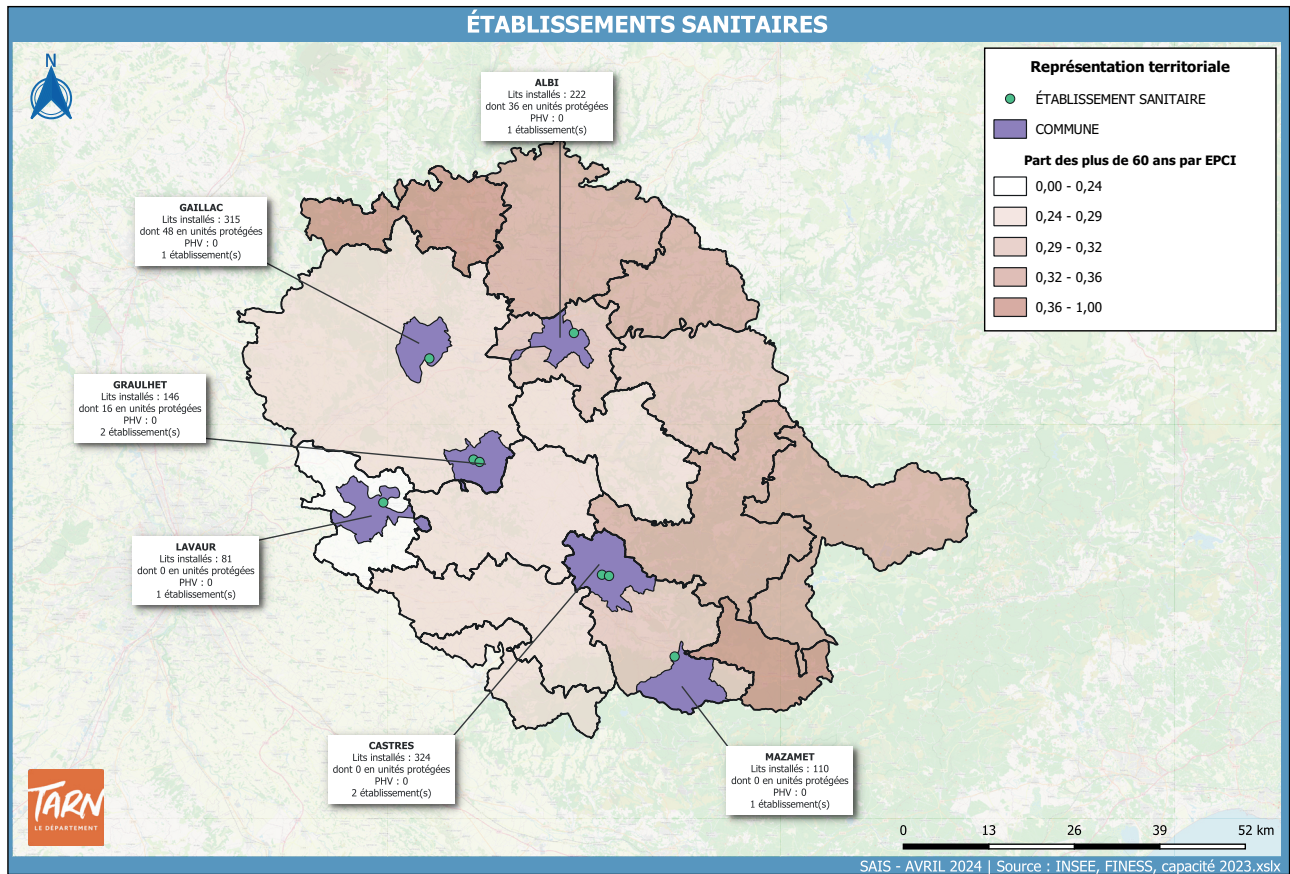 ÉTABLISSEMENTS SANITAIRES
N
ALBI
Lits installés : 222
dont 36 en unités protégées
PHV : 0
1 établissement(s)
Représentation territoriale
ÉTABLISSEMENT SANITAIRE
COMMUNE
Part des plus de 60 ans par EPCI
0,00 - 0,24
0,24 - 0,29
0,29 - 0,32
0,32 - 0,36
0,36 - 1,00
GAILLAC
Lits installés : 315
dont 48 en unités protégées
PHV : 0
1 établissement(s)
GRAULHET
Lits installés : 146
dont 16 en unités protégées
PHV : 0
2 établissement(s)
LAVAUR
Lits installés : 81
dont 0 en unités protégées
PHV : 0
1 établissement(s)
CASTRES
Lits installés : 324
dont 0 en unités protégées
PHV : 0
2 établissement(s)
MAZAMET
Lits installés : 110
dont 0 en unités protégées
PHV : 0
1 établissement(s)
TARN
LE DÉPARTEMENT
0 13 26 39 52 km
SAIS - AVRIL 2024 | Source : INSEE, FINESS, capacité 2023.xslx